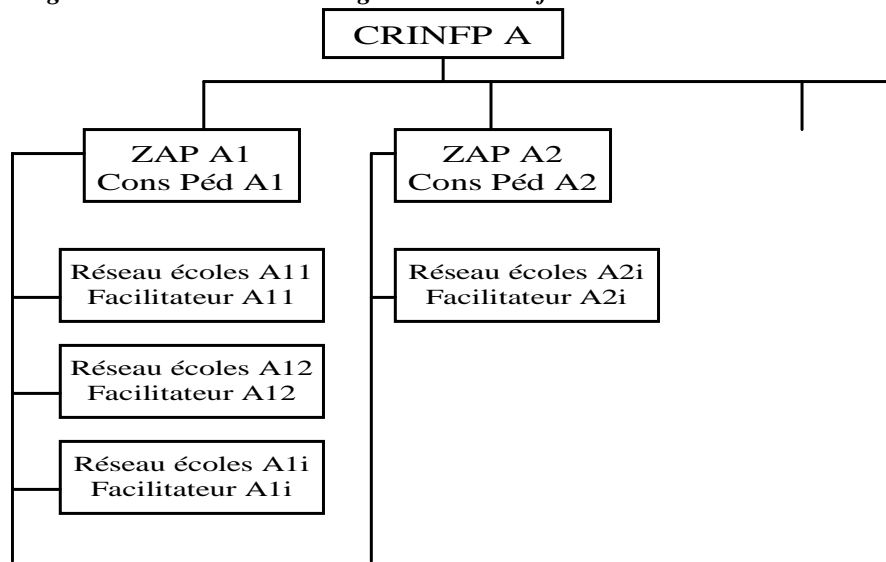 CRINFP A
ZAP A1
Cons Péd A1
ZAP A2
Cons Péd A2
Réseau écoles A11
Facilitateur A11
Réseau écoles A2i
Facilitateur A2i
Réseau écoles A12
Facilitateur A12
Réseau écoles A1i
Facilitateur A1i